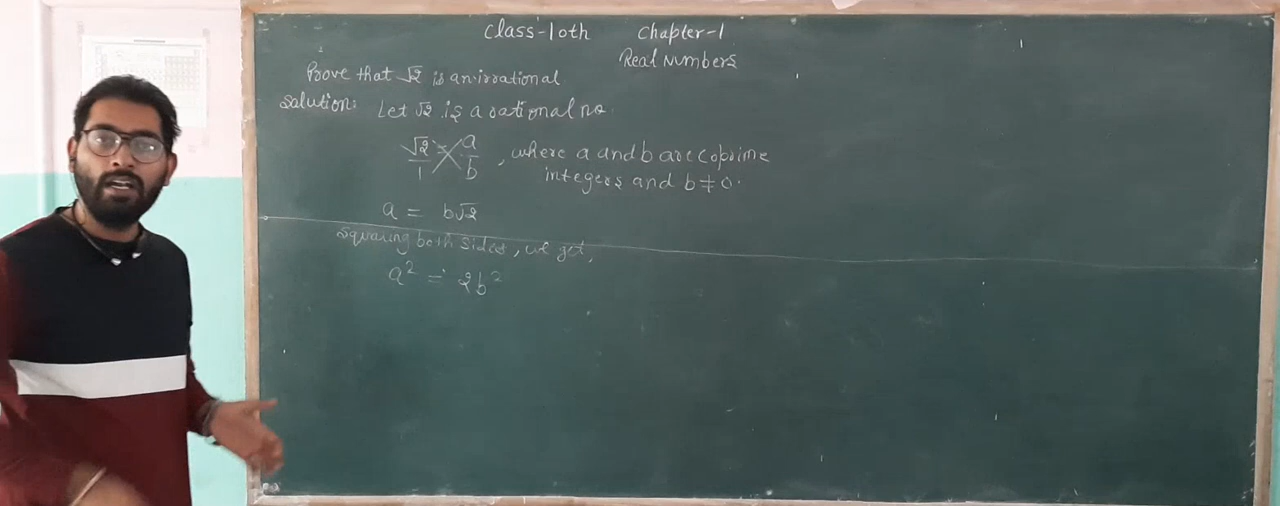 Class-10th Chapter-1
Real Numbers
Prove that √2 is an irrational
Solution: Let √2 is a rational no.
√2/1 = a/b, where a and b are coprime
integers and b ≠ 0.
a = b√2
Squaring both sides, we get,
a² = 2b²